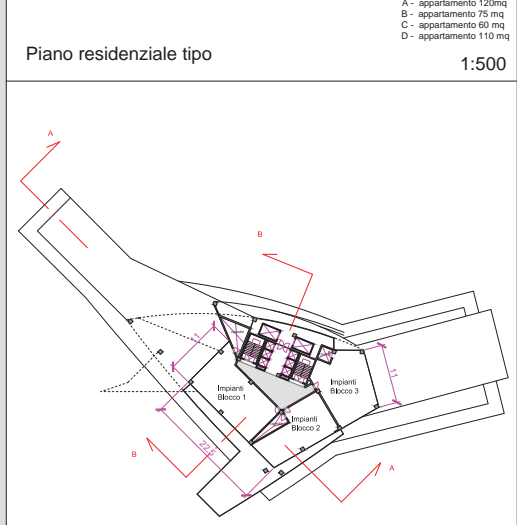 A - appartamento 120mq
B - appartamento 75 mq
C - appartamento 60 mq
D - appartamento 110 mq
Piano residenziale tipo
1:500
A
B
11
Impianti
Blocco 1
Impianti
Blocco 3
11
Impianti
Blocco 2
22.5
B
A